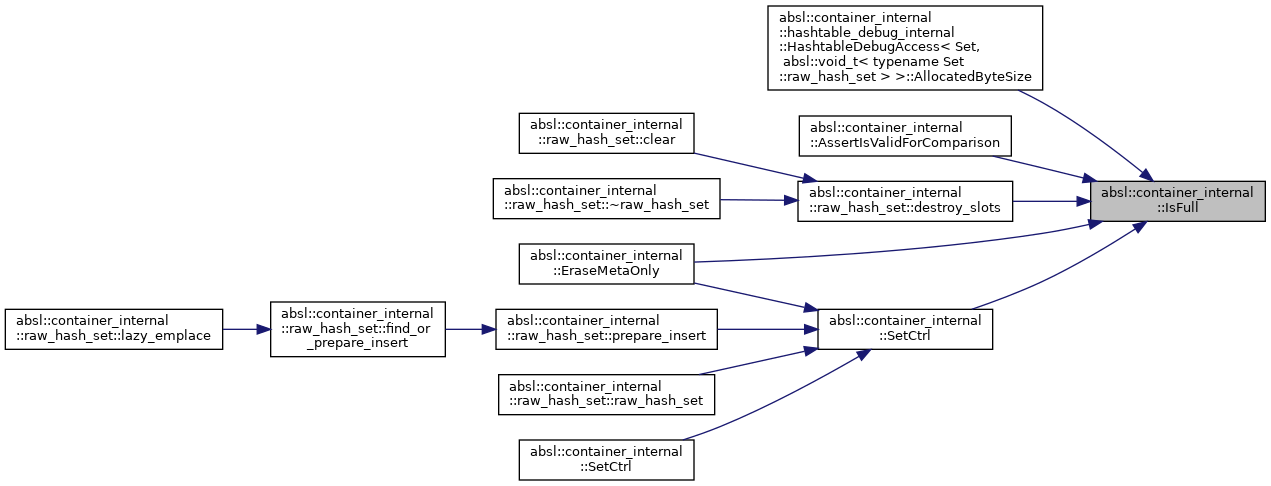 absl::container_internal
::hashtable_debug_internal
::HashtableDebugAccess< Set,
absl::void_t< typename Set
::raw_hash_set > >::AllocatedByteSize
absl::container_internal
::AssertIsValidForComparison
absl::container_internal
::raw_hash_set::clear
absl::container_internal
::raw_hash_set::~raw_hash_set
absl::container_internal
::raw_hash_set::destroy_slots
absl::container_internal
::IsFull
absl::container_internal
::EraseMetaOnly
absl::container_internal
::raw_hash_set::lazy_emplace
absl::container_internal
::raw_hash_set::find_or
_prepare_insert
absl::container_internal
::raw_hash_set::prepare_insert
absl::container_internal
::SetCtrl
absl::container_internal
::raw_hash_set::raw_hash_set
absl::container_internal
::SetCtrl